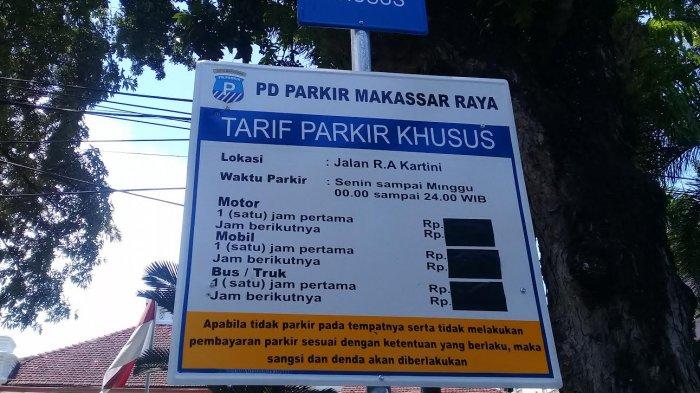 KHUSUS
PD PARKIR MAKASSAR RAYA
TARIF PARKIR KHUSUS
Lokasi : Jalan R.A Kartini
Waktu Parkir : Senin sampai Minggu
00.00 sampai 24.00 WIB
Motor
1 (satu) jam pertama Rp.
Jam berikutnya Rp.
Mobil
1 (satu) jam pertama Rp.
Jam berikutnya Rp.
Bus / Truk
1 (satu) jam pertama Rp.
Jam berikutnya Rp.
Apabila tidak parkir pada tempatnya serta tidak melakukan
pembayaran parkir sesuai dengan ketentuan yang berlaku, maka
sangsi dan denda akan diberlakukan